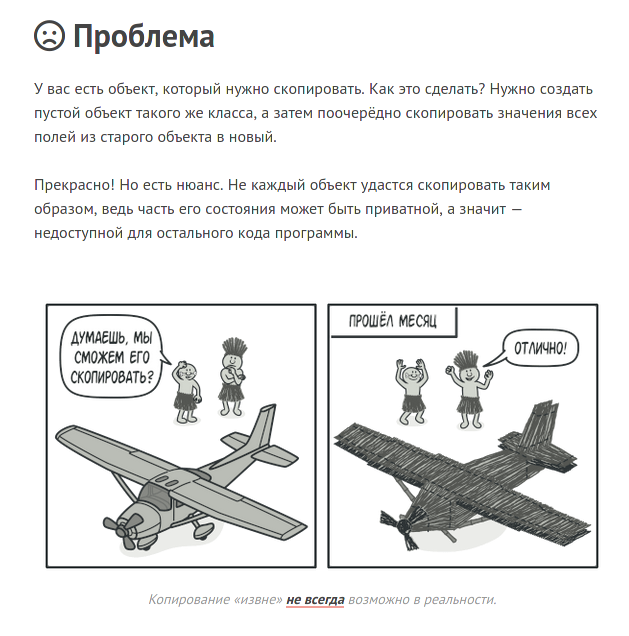 Проблема
У вас есть объект, который нужно скопировать. Как это сделать? Нужно создать
пустой объект такого же класса, а затем поочерёдно скопировать значения всех
полей из старого объекта в новый.
Прекрасно! Но есть нюанс. Не каждый объект удастся скопировать таким
образом, ведь часть его состояния может быть приватной, а значит —
недоступной для остального кода программы.
ДУМАЕШЬ, МЫ
СМОЖЕМ ЕГО
СКОПИРОВАТЬ?
ПРОШЁЛ МЕСЯЦ
ОТЛИЧНО!
Копирование «извне» не всегда возможно в реальности.